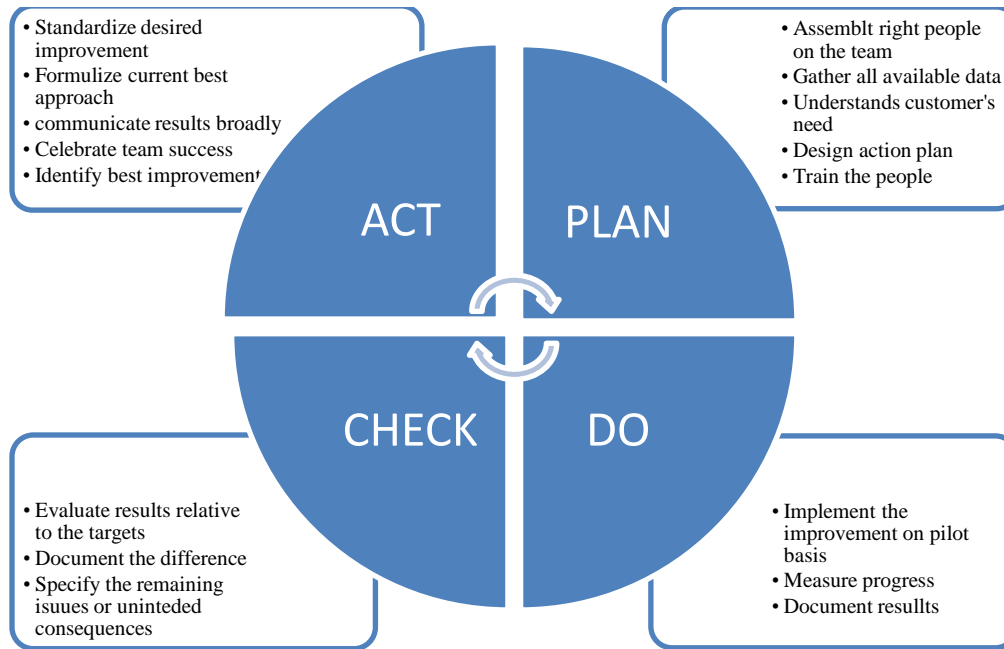 • Standardize desired
improvement
• Formulize current best
approach
• communicate results broadly
• Celebrate team success
• Identify best improvement
• Assemblt right people
on the team
• Gather all available data
• Understands customer's
need
• Design action plan
• Train the people
ACT
PLAN
CHECK
DO
• Evaluate results relative
to the targets
• Document the difference
• Specify the remaining
isuues or uninteded
consequences
• Implement the
improvement on pilot
basis
• Measure progress
• Document resullts